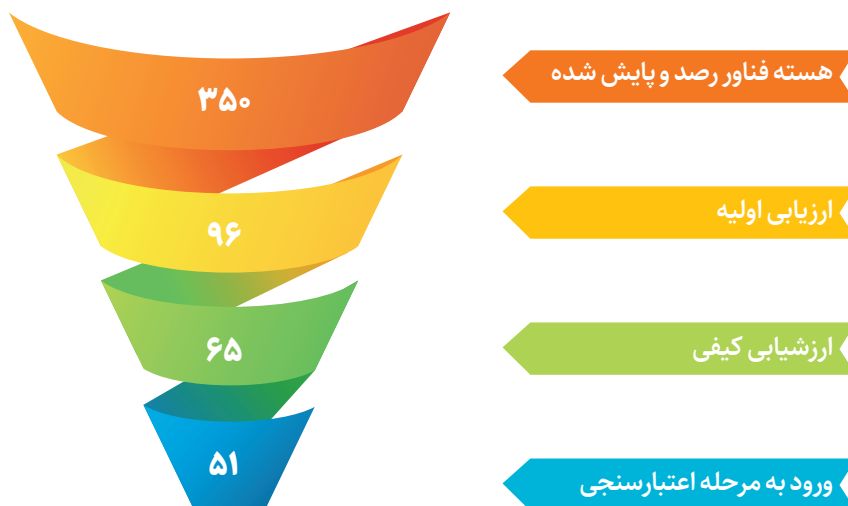 هسته فناور رصد و پایش شده
۳۵۰
ارزیابی اولیه
۹۶
ارزشیابی کیفی
۶۵
ورود به مرحله اعتبارسنجی
۵۱